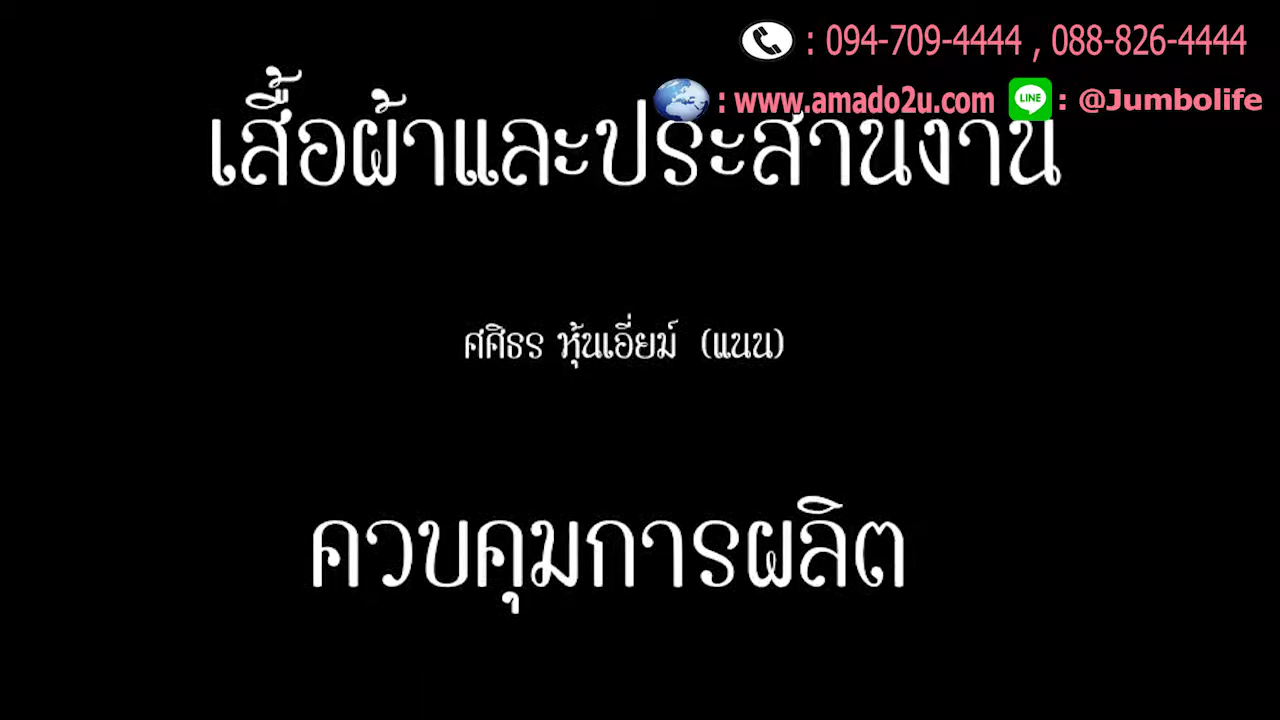 : 094-709-4444 , 088-826-4444
: www.amado2u.com LINE : @Jumbolife
เสื้อผ้าและประสานงาน
ศศิธร หุ้นเอี่ยม์ (แนน)
ควบคุมการผลิต